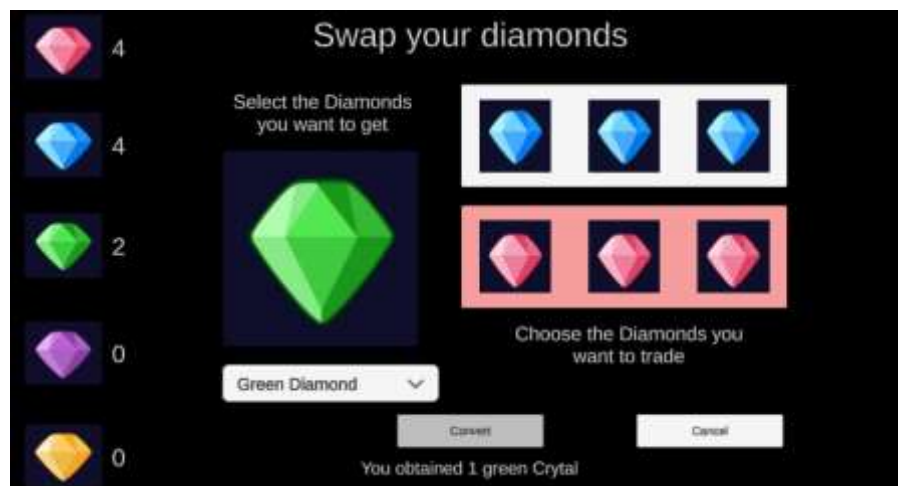 Swap your diamonds
4
4
2
0
0
Select the Diamonds
you want to get
Green Diamond
Choose the Diamonds you
want to trade
Convert
Cancel
You obtained 1 green Crytal